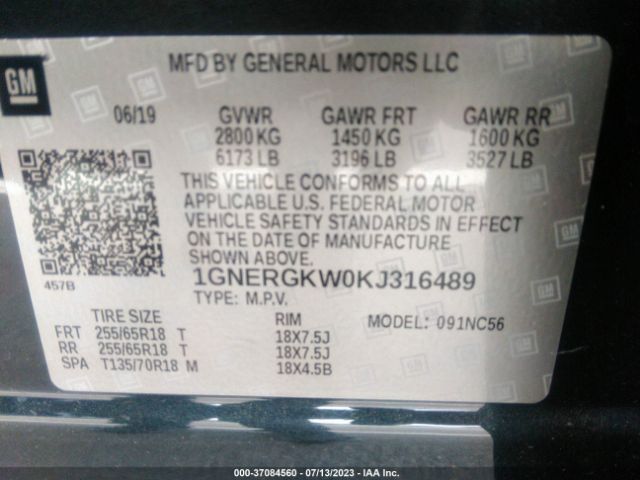 GM
MFD BY GENERAL MOTORS LLC
06/19 GVWR GAWR FRT GAWR RR
2800 KG 1450 KG 1600 KG
6173 LB 3196 LB 3527 LB
THIS VEHICLE CONFORMS TO ALL
APPLICABLE U.S. FEDERAL MOTOR
VEHICLE SAFETY STANDARDS IN EFFECT
ON THE DATE OF MANUFACTURE
SHOWN ABOVE.
457B
1GNERGKW0KJ316489
TYPE: M.P.V.
TIRE SIZE RIM MODEL: 091NC56
FRT 255/65R18 T 18X7.5J
RR 255/65R18 T 18X7.5J
SPA T135/70R18 M 18X4.5B
000-37084560 - 07/13/2023 - IAA Inc.